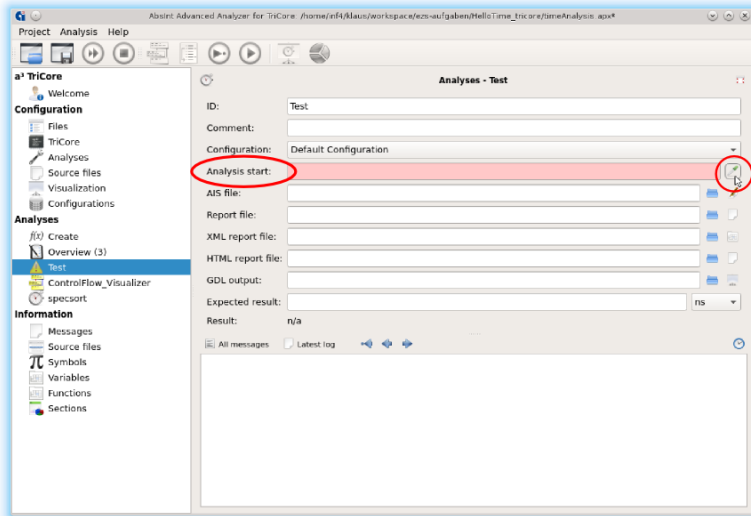 AbsInt Advanced Analyzer for TriCore: /home/inf4/klaus/workspace/ezs-aufgaben/HelloTime_tricore/timeAnalysis.apx*
Project Analysis Help
a³ TriCore
Welcome
Configuration
Files
TriCore
Analyses
Source files
Visualization
Configurations
Analyses
f(x) Create
Overview (3)
Test
ControlFlow_Visualizer
specsort
Information
Messages
Source files
π Symbols
Variables
Functions
Sections
Analyses - Test
ID: Test
Comment:
Configuration: Default Configuration
Analysis start:
AIS file:
Report file:
XML report file:
HTML report file:
GDL output:
Expected result: ns
Result: n/a
All messages Latest log